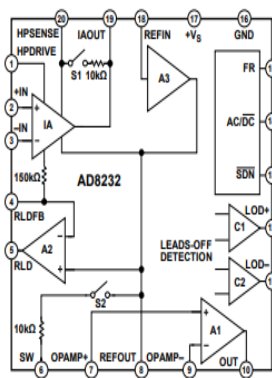 20 19 18 17 16
HPSENSE IAOUT REFIN +VS GND
HPDRIVE
1
S1 10kΩ
FR
A3
+IN
2
IA
AC/DC
–IN
3
150kΩ
AD8232
SDN
4
RLDFB
LOD+
C1
5
RLD
A2
LEADS-OFF
DETECTION
LOD–
S2
C2
10kΩ
A1
SW OPAMP+ REFOUT OPAMP– OUT
6 7 8 9 10